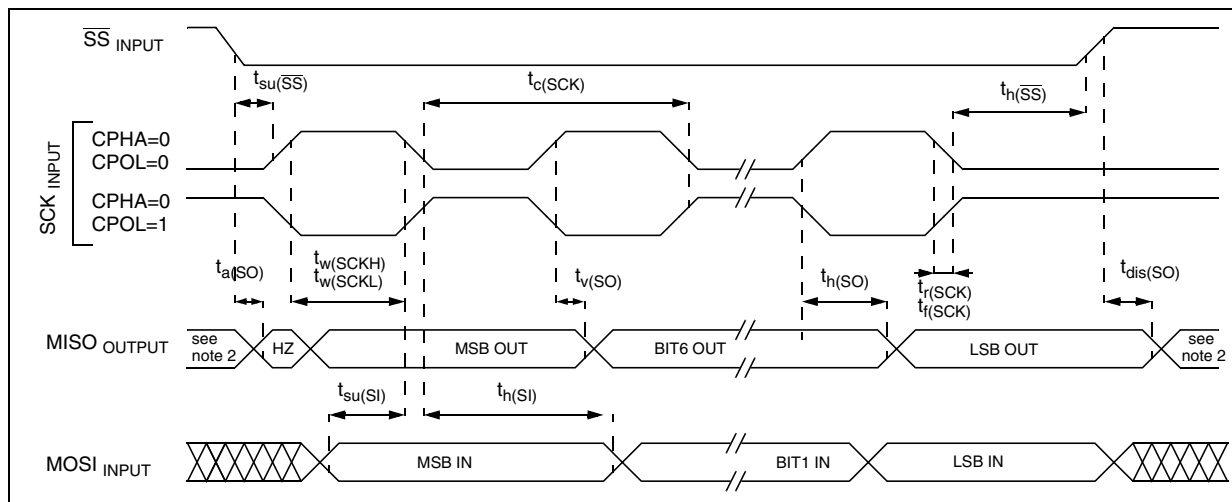 SS INPUT
tsu(SS)
tc(SCK)
th(SS)
SCK INPUT
CPHA=0
CPOL=0
CPHA=0
CPOL=1
ta(SO)
tw(SCKH)
tw(SCKL)
tv(SO)
th(SO)
tr(SCK)
tf(SCK)
tdis(SO)
MISO OUTPUT
see note 2
HZ
MSB OUT
BIT6 OUT
LSB OUT
see note 2
tsu(SI)
th(SI)
MOSI INPUT
MSB IN
BIT1 IN
LSB IN